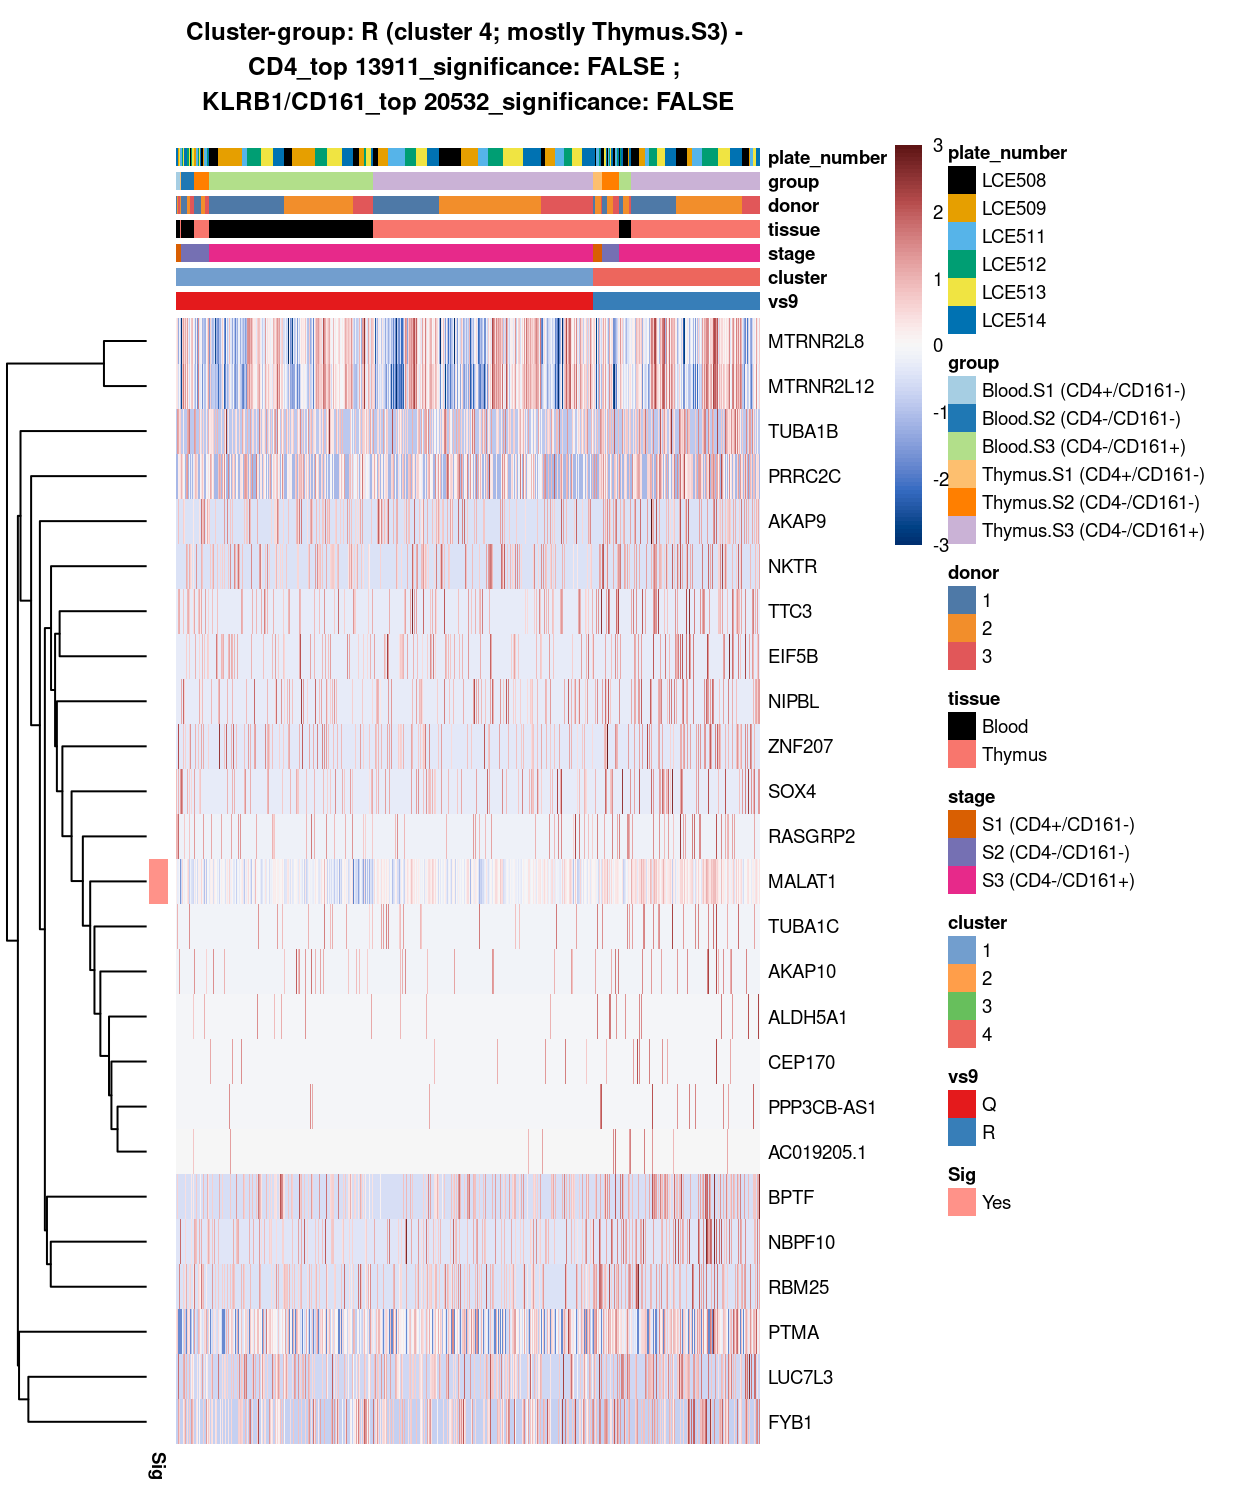 Cluster-group: R (cluster 4; mostly Thymus.S3) -
CD4_top 13911_significance: FALSE ;
KLRB1/CD161_top 20532_significance: FALSE
plate_number
group
donor
tissue
stage
cluster
vs9
MTRNR2L8
MTRNR2L12
TUBA1B
PRRC2C
AKAP9
NKTR
TTC3
EIF5B
NIPBL
ZNF207
SOX4
RASGRP2
MALAT1
TUBA1C
AKAP10
ALDH5A1
CEP170
PPP3CB-AS1
AC019205.1
BPTF
NBPF10
RBM25
PTMA
LUC7L3
FYB1
Sig
3
2
1
0
-1
-2
-3
plate_number
LCE508
LCE509
LCE511
LCE512
LCE513
LCE514
group
Blood.S1 (CD4+/CD161-)
Blood.S2 (CD4-/CD161-)
Blood.S3 (CD4-/CD161+)
Thymus.S1 (CD4+/CD161-)
Thymus.S2 (CD4-/CD161-)
Thymus.S3 (CD4-/CD161+)
donor
1
2
3
tissue
Blood
Thymus
stage
S1 (CD4+/CD161-)
S2 (CD4-/CD161-)
S3 (CD4-/CD161+)
cluster
1
2
3
4
vs9
Q
R
Sig
Yes